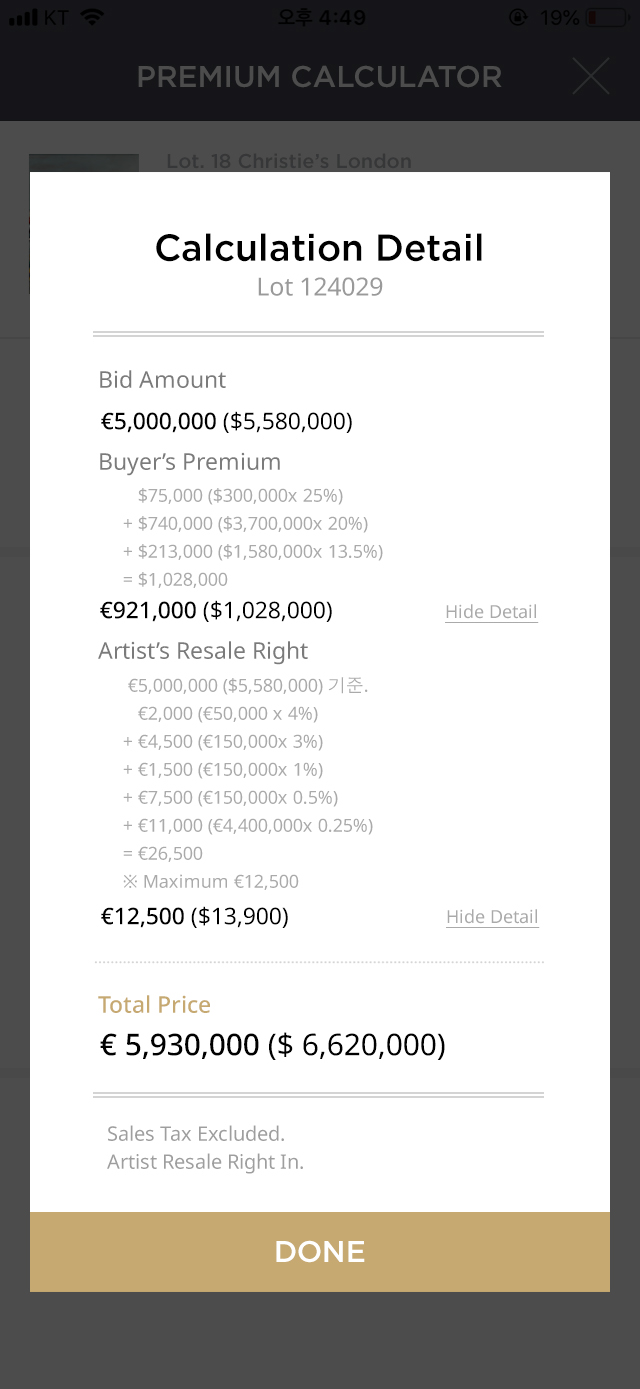 KT 오후 4:49 19%
PREMIUM CALCULATOR
Lot. 18 Christie's London
Calculation Detail
Lot 124029
Bid Amount
€5,000,000 ($5,580,000)
Buyer's Premium
$75,000 ($300,000x 25%)
+ $740,000 ($3,700,000x 20%)
+ $213,000 ($1,580,000x 13.5%)
= $1,028,000
€921,000 ($1,028,000) Hide Detail
Artist's Resale Right
€5,000,000 ($5,580,000) 기준.
€2,000 (€50,000 x 4%)
+ €4,500 (€150,000x 3%)
+ €1,500 (€150,000x 1%)
+ €7,500 (€150,000x 0.5%)
+ €11,000 (€4,400,000x 0.25%)
= €26,500
※ Maximum €12,500
€12,500 ($13,900) Hide Detail
Total Price
€ 5,930,000 ($ 6,620,000)
Sales Tax Excluded.
Artist Resale Right In.
DONE